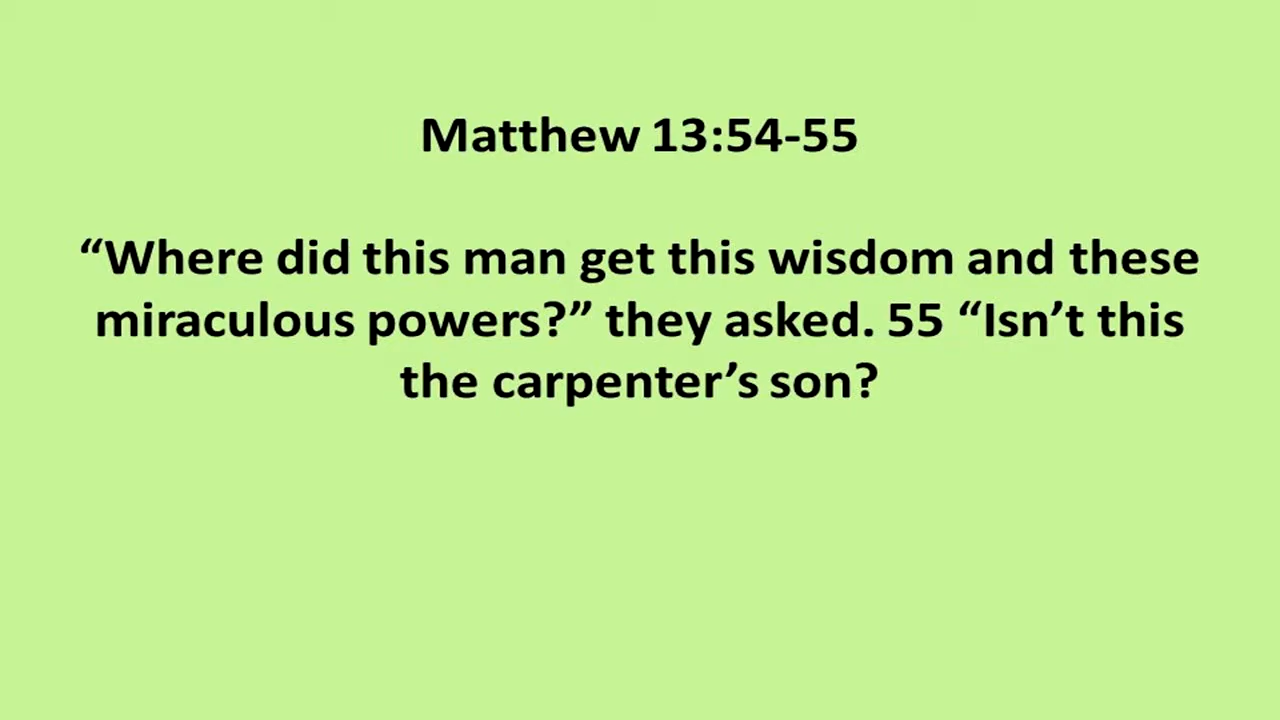 Matthew 13:54-55
“Where did this man get this wisdom and these
miraculous powers?” they asked. 55 “Isn’t this
the carpenter’s son?